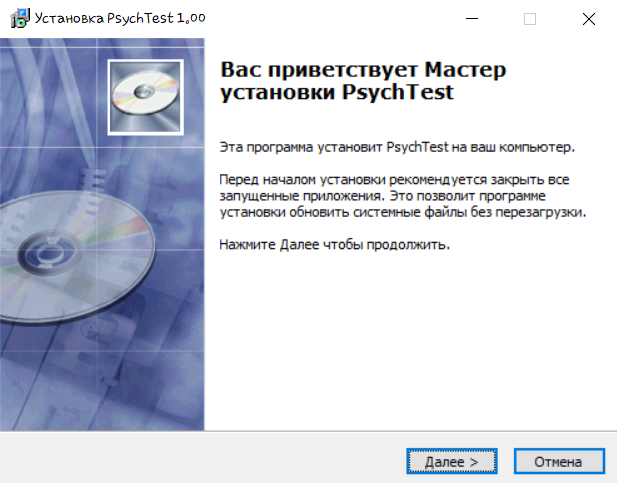 Установка PsychTest 1.00
Вас приветствует Мастер
установки PsychTest
Эта программа установит PsychTest на ваш компьютер.
Перед началом установки рекомендуется закрыть все
запущенные приложения. Это позволит программе
установки обновить системные файлы без перезагрузки.
Нажмите Далее чтобы продолжить.
Далее >
Отмена